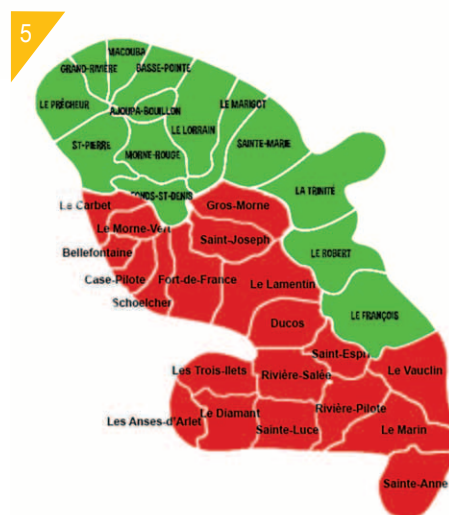 5
MACOUBA
GRAND-RIVIÈRE
BASSE-POINTE
LE PRÊCHEUR
AJOUPA-BOUILLON
LE MARIGOT
LE LORRAIN
ST-PIERRE
SAINTE-MARIE
MORNE-ROUGE
LA TRINITÉ
FONDS-ST-DENIS
Le Carbet
Gros-Morne
Le Morne-Vert
Saint-Joseph
Bellefontaine
LE ROBERT
Case-Pilote
Fort-de-France
Le Lamentin
Schoelcher
LE FRANÇOIS
Ducos
Saint-Espri
Les Trois-Ilets
Rivière-Salée
Le Vauclin
Les Anses-d'Arlet
Le Diamant
Rivière-Pilote
Sainte-Luce
Le Marin
Sainte-Anne